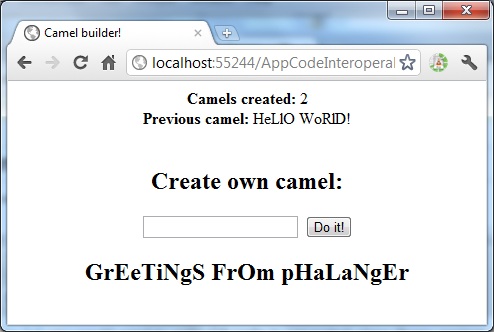 Camel builder!
localhost:55244/AppCodeInteroperal
Camels created: 2
Previous camel: HeLlO WoRlD!
Create own camel:
Do it!
GrEeTiNgS FrOm pHaLaNgEr